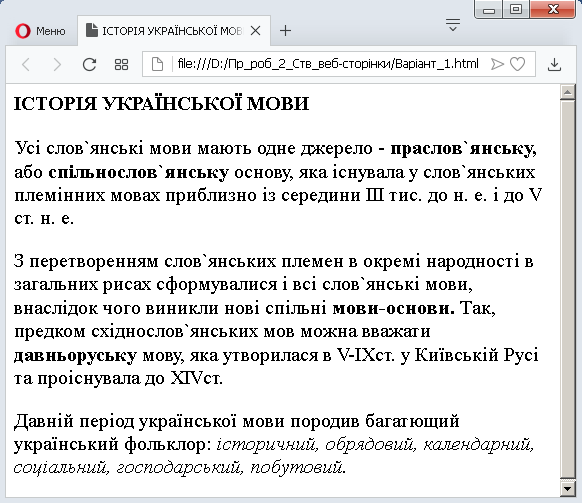 Меню
ІСТОРІЯ УКРАЇНСЬКОЇ МОВ
file:///D:/Пр_роб_2_Ств_веб-сторінки/Варіант_1.html
ІСТОРІЯ УКРАЇНСЬКОЇ МОВИ
Усі слов`янські мови мають одне джерело - праслов`янську,
або спільнослов`янську основу, яка існувала у слов`янських
племінних мовах приблизно із середини III тис. до н. е. і до V
ст. н. е.
З перетворенням слов`янських племен в окремі народності в
загальних рисах сформувалися і всі слов`янські мови,
внаслідок чого виникли нові спільні мови-основи. Так,
предком східнослов`янських мов можна вважати
давньоруську мову, яка утворилася в V-IXст. у Київській Русі
та проіснувала до XIVст.
Давній період української мови породив багатющий
український фольклор: історичний, обрядовий, календарний,
соціальний, господарський, побутовий.